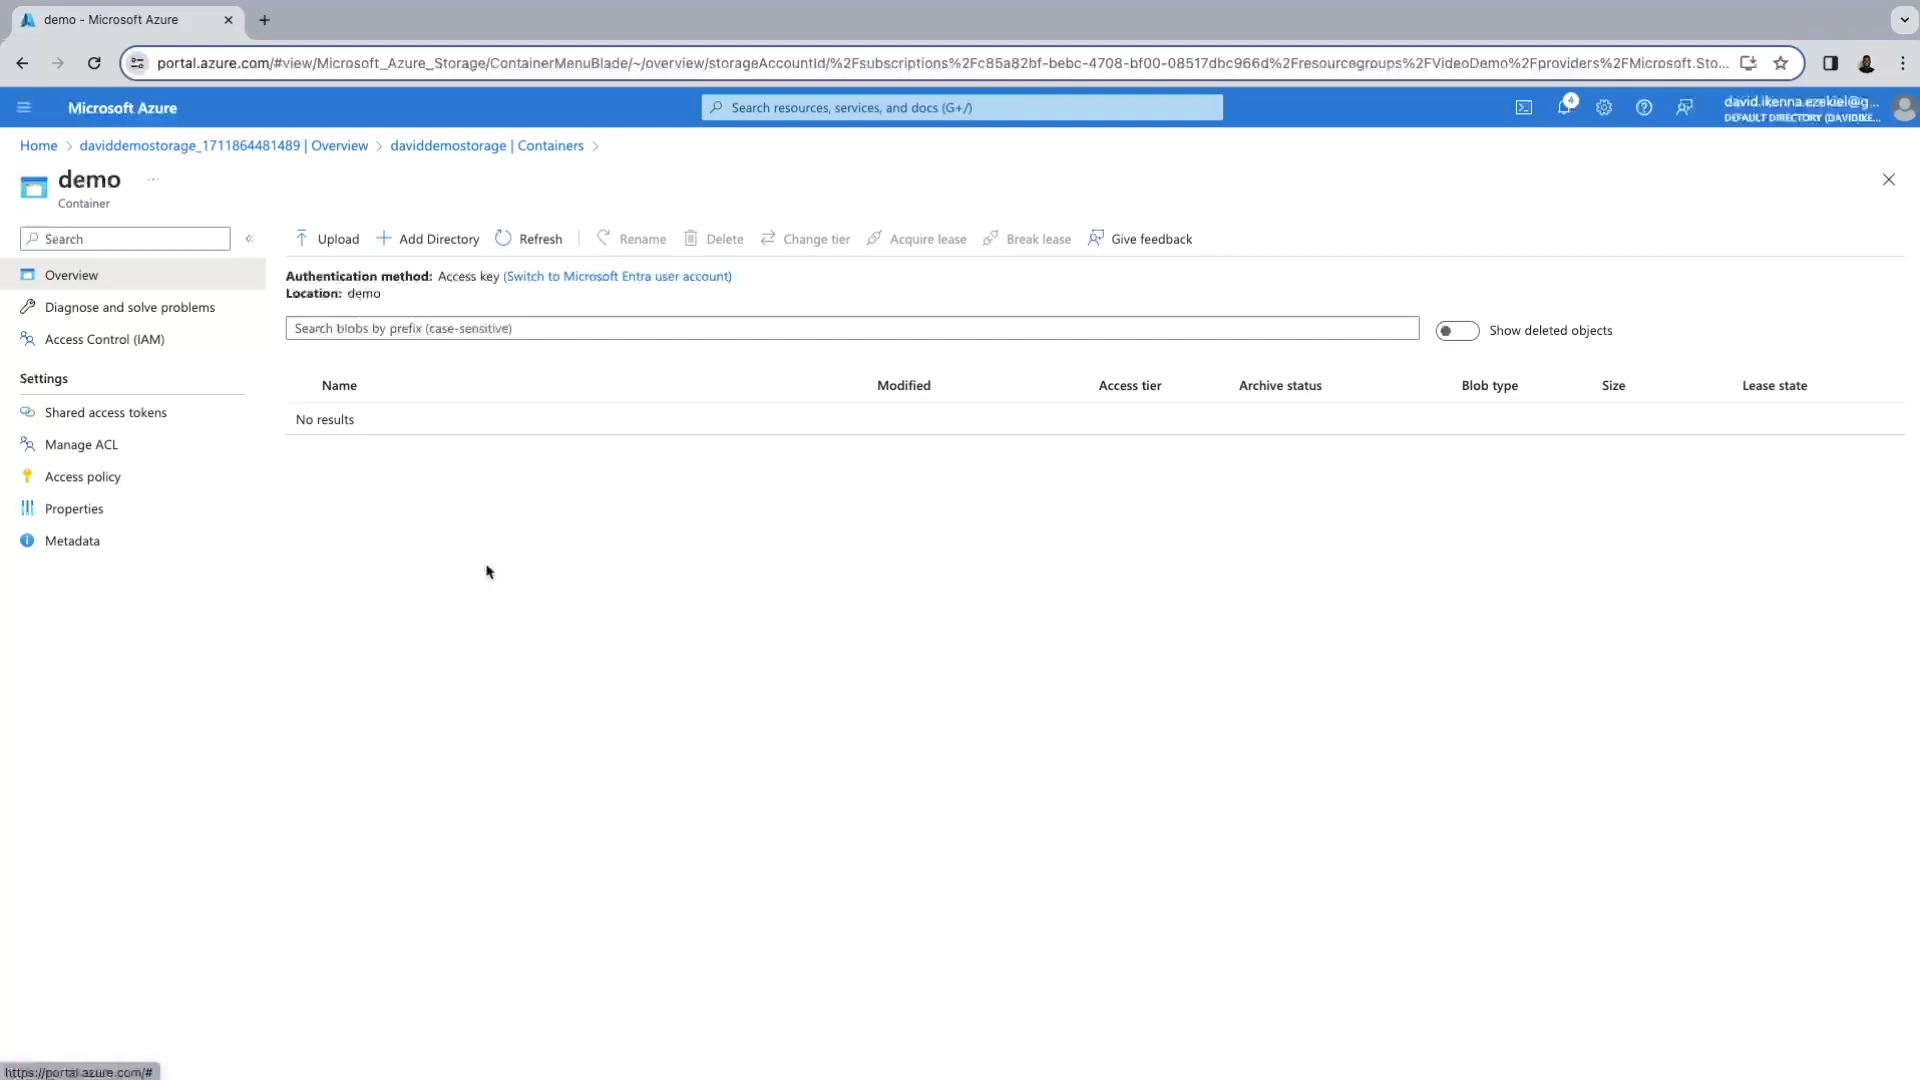 demo - Microsoft Azure
portal.azure.com/#view/Microsoft_Azure_Storage/ContainerMenuBlade/~/overview/storageAccountId/%2Fsubscriptions%2Fc85a82bf-bebc-4708-bf00-08517dbc966d%2Fresourcegroups%2FVideoDemo%2Fproviders%2FMicrosoft.Sto...
Microsoft Azure
Search resources, services, and docs (G+/)
4
david.ikenna.ezekiel@g...
DEFAULT DIRECTORY (DAVIDIKE...
Home > daviddemostorage_1711864481489 | Overview > daviddemostorage | Containers >
demo ...
Container
Search
Upload Add Directory Refresh Rename Delete Change tier Acquire lease Break lease Give feedback
Overview
Diagnose and solve problems
Access Control (IAM)
Settings
Shared access tokens
Manage ACL
Access policy
Properties
Metadata
Authentication method: Access key (Switch to Microsoft Entra user account)
Location: demo
Search blobs by prefix (case-sensitive)
Show deleted objects
Name Modified Access tier Archive status Blob type Size Lease state
No results
https://portal.azure.com/#